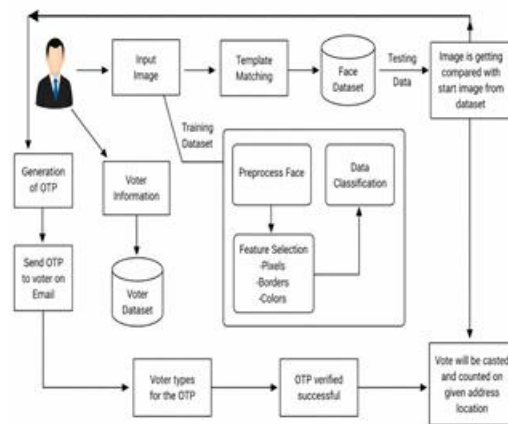 Input
Image
Template
Matching
Face
Dataset
Testing
Data
Image is getting
compared with
start image from
dataset
Training
Dataset
Generation
of OTP
Voter
Information
Preprocess Face
Data
Classification
Feature Selection
-Pixels
-Borders
-Colors
Send OTP
to voter on
Email
Voter
Dataset
Voter types
for the OTP
OTP verified
successful
Vote will be casted
and counted on
given address
location